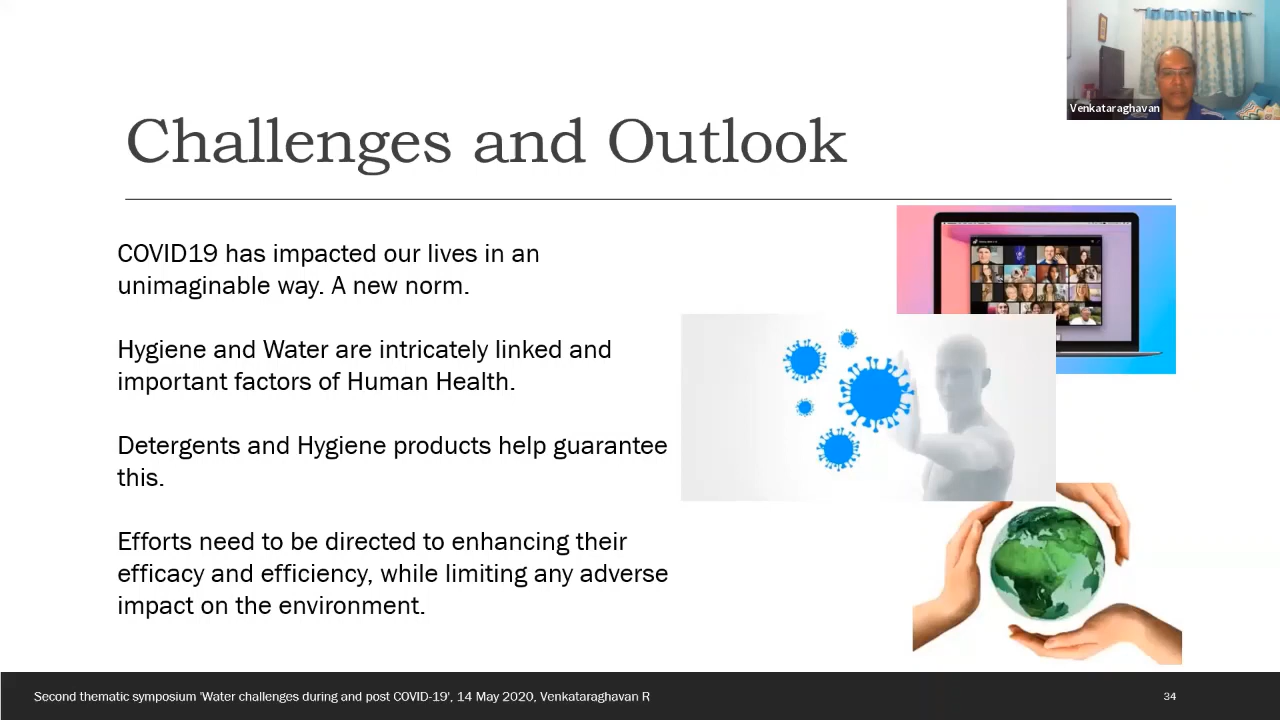 Venkataraghavan
Challenges and Outlook
COVID19 has impacted our lives in an
unimaginable way. A new norm.
Hygiene and Water are intricately linked and
important factors of Human Health.
Detergents and Hygiene products help guarantee
this.
Efforts need to be directed to enhancing their
efficacy and efficiency, while limiting any adverse
impact on the environment.
Second thematic symposium 'Water challenges during and post COVID-19', 14 May 2020, Venkataraghavan R
34